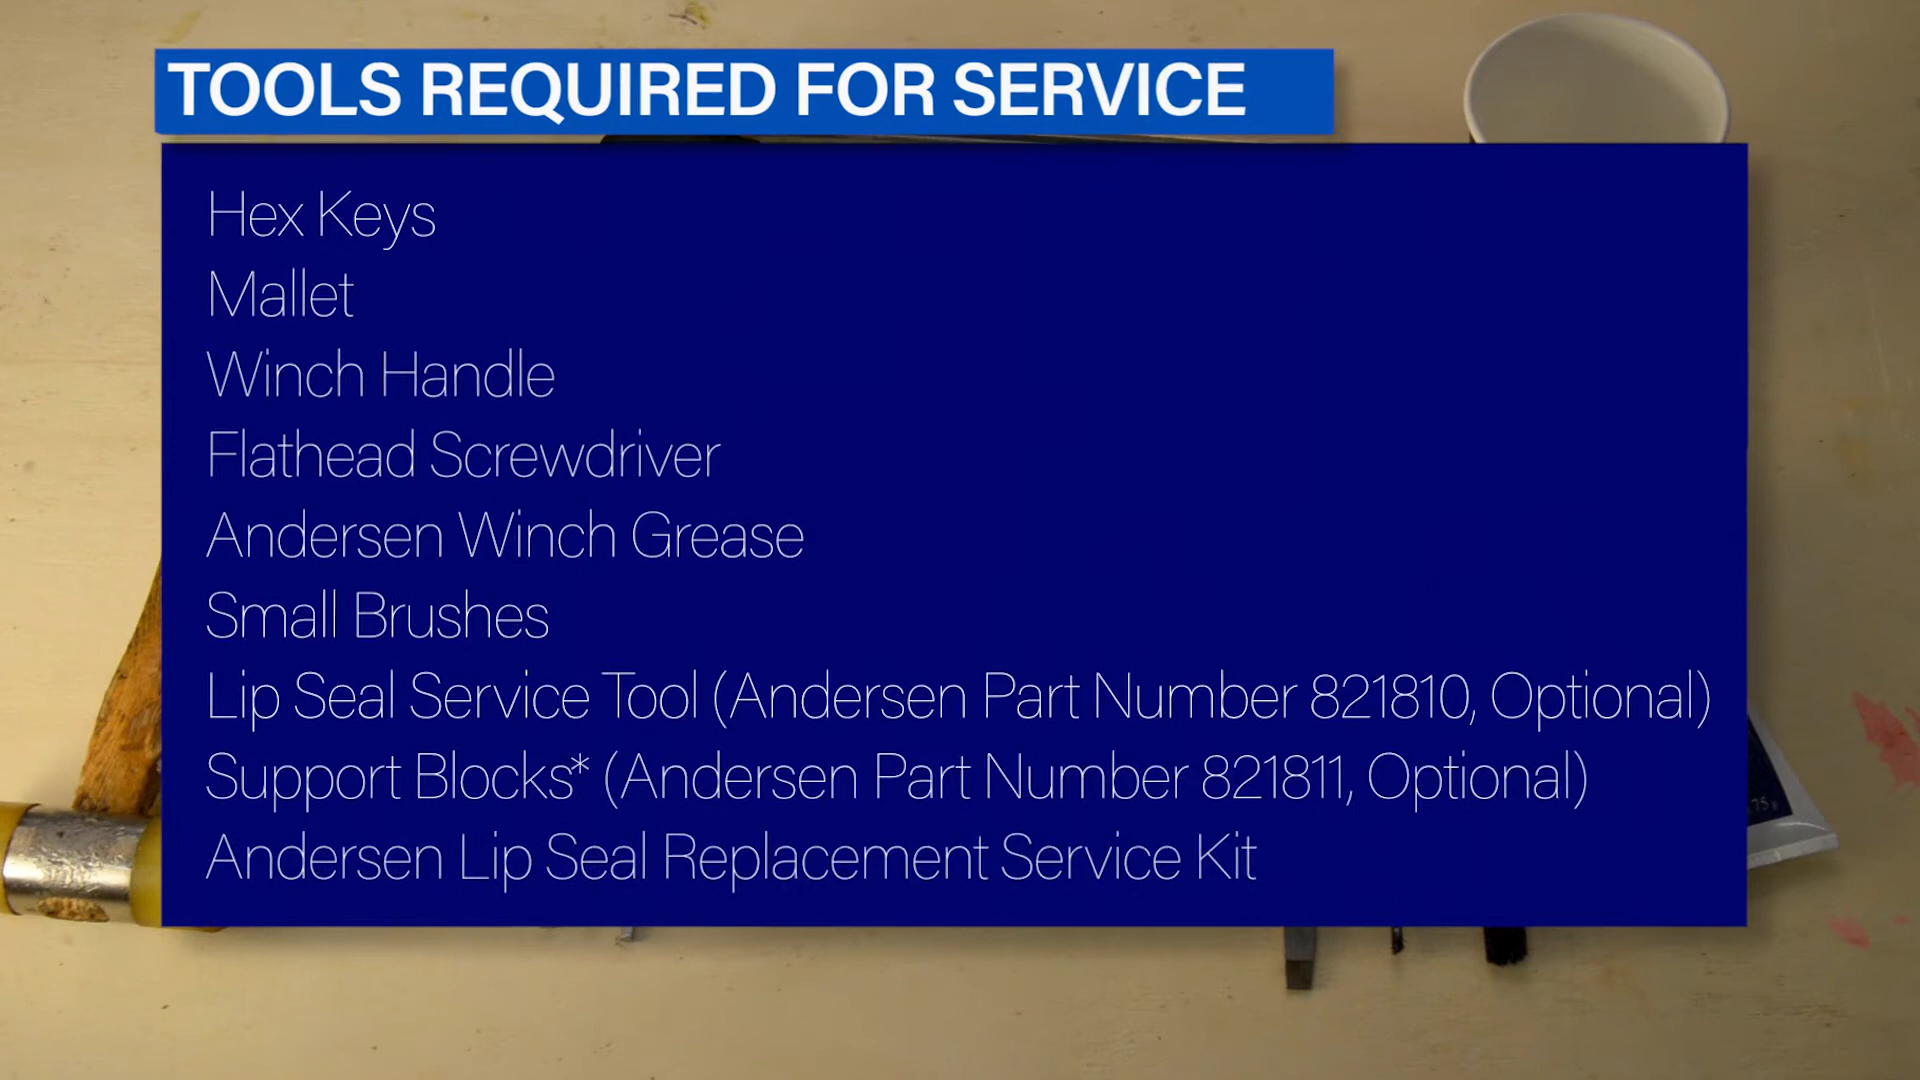 TOOLS REQUIRED FOR SERVICE
Hex Keys
Mallet
Winch Handle
Flathead Screwdriver
Andersen Winch Grease
Small Brushes
Lip Seal Service Tool (Andersen Part Number 821810, Optional)
Support Blocks* (Andersen Part Number 821811, Optional)
Andersen Lip Seal Replacement Service Kit
75